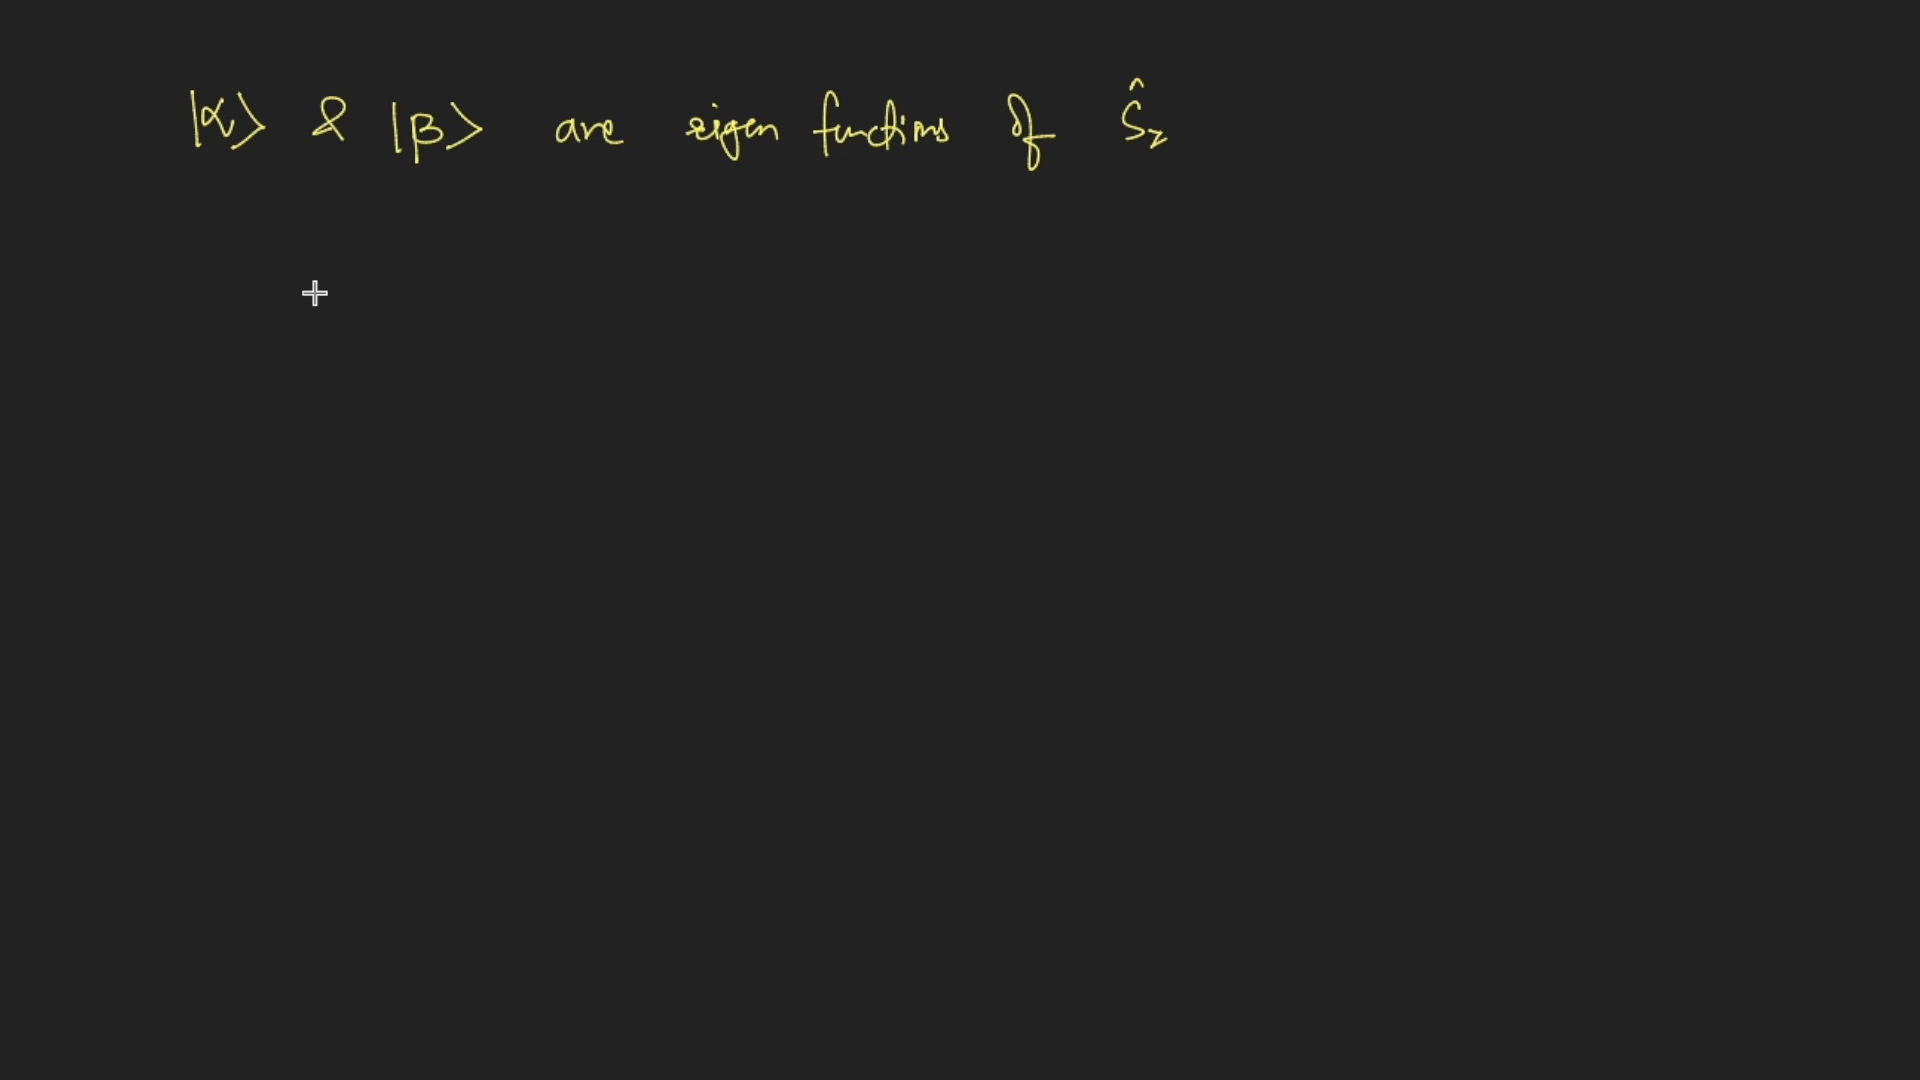 |α⟩ & |β⟩ are eigen functions of Ŝz